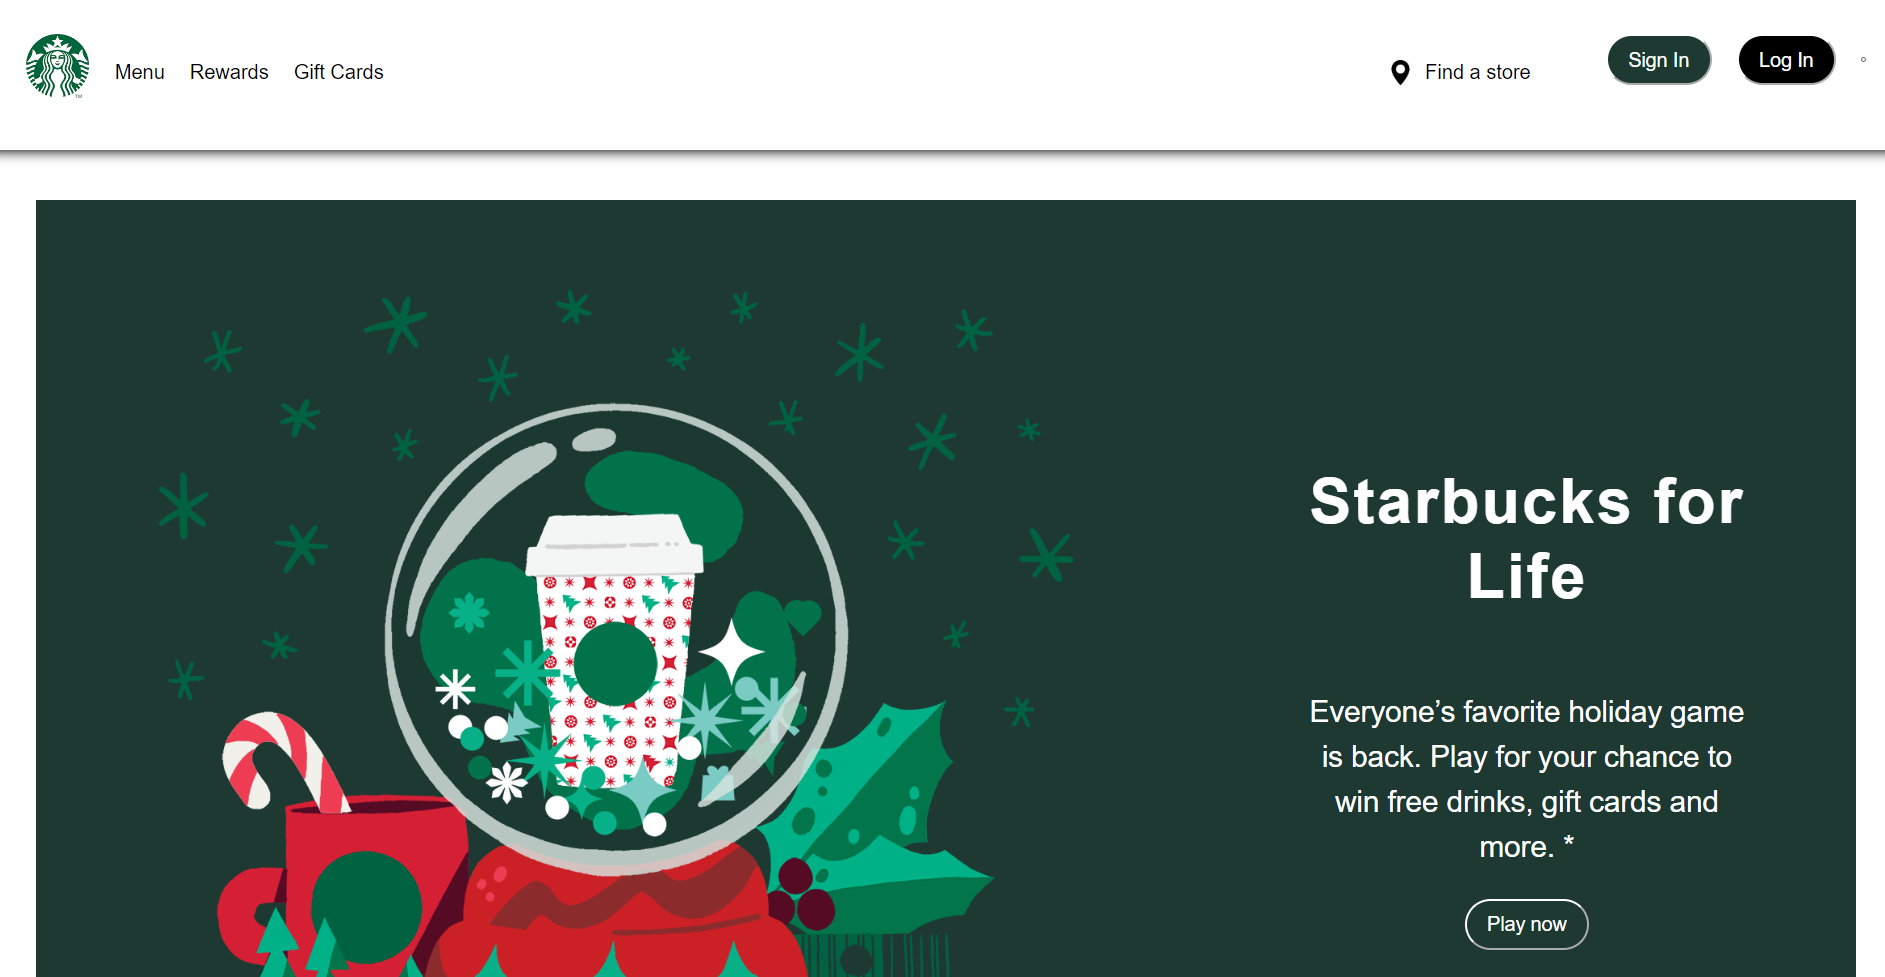 Menu Rewards Gift Cards
Find a store
Sign In
Log In
Starbucks for
Life
Everyone’s favorite holiday game
is back. Play for your chance to
win free drinks, gift cards and
more. *
Play now